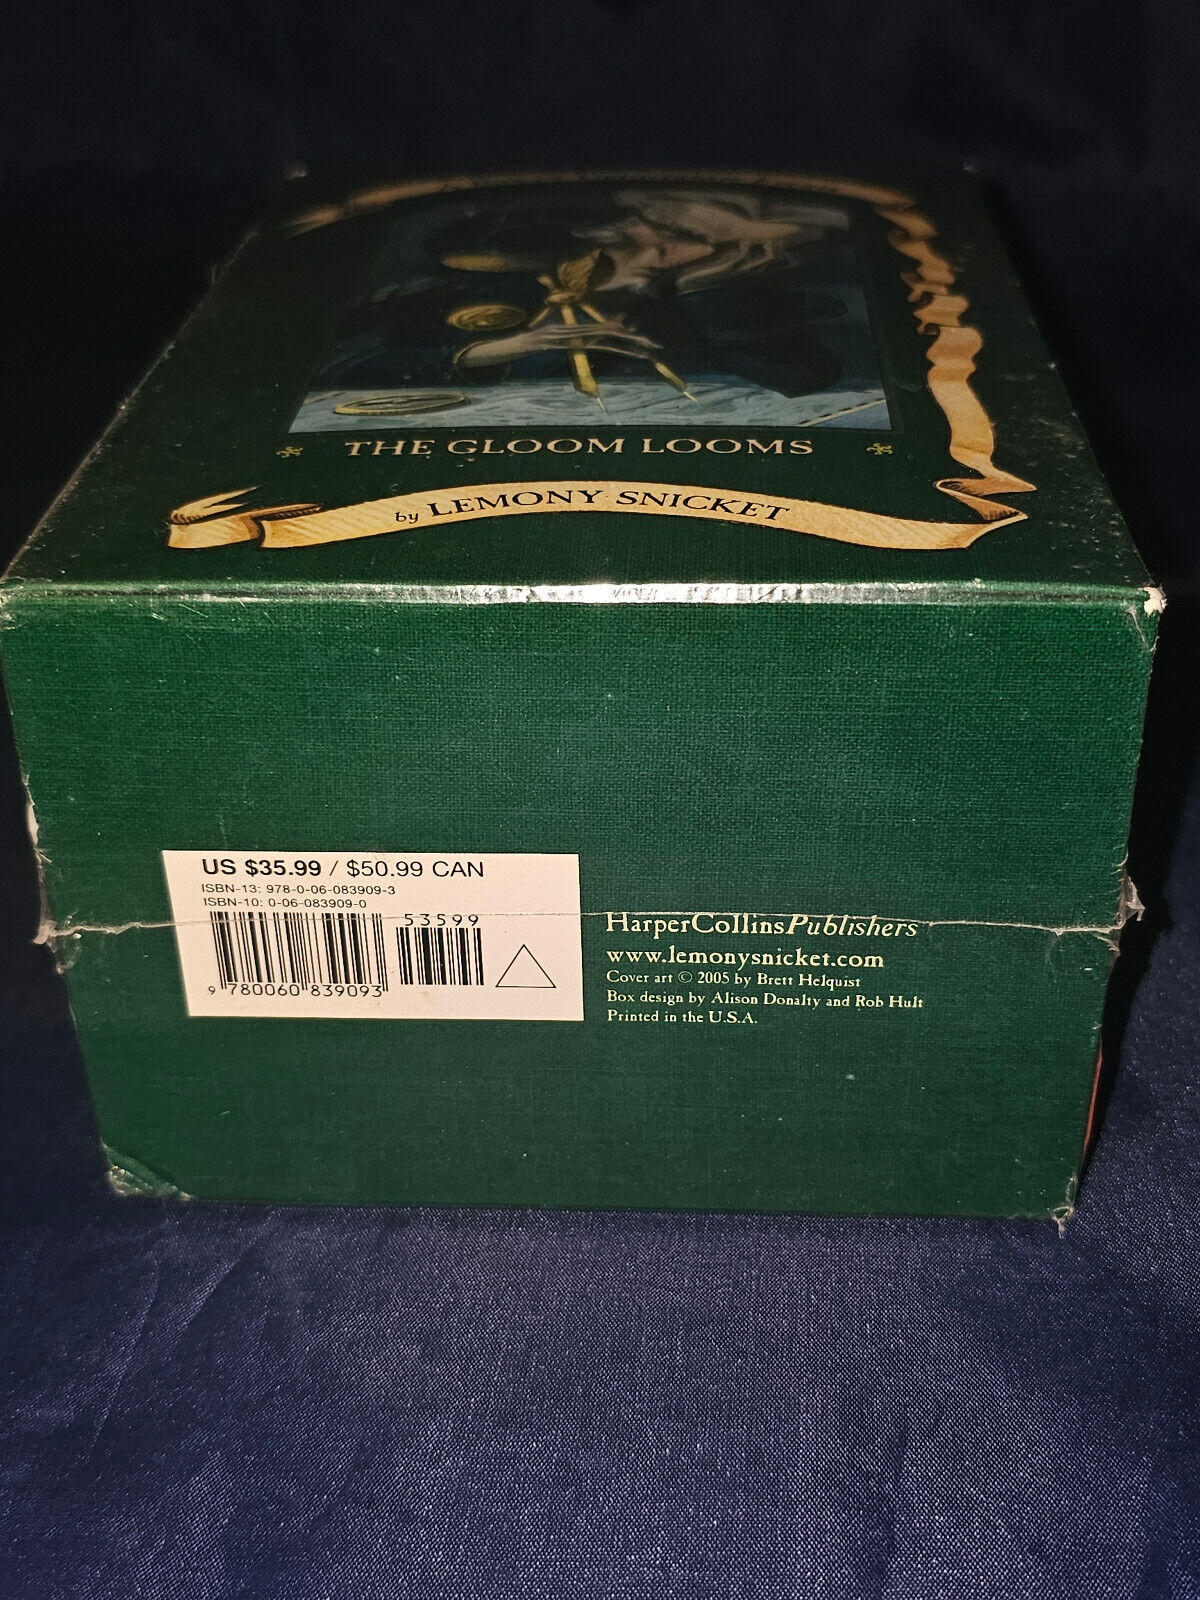 THE GLOOM LOOMS
by LEMONY SNICKET
US $35.99 / $50.99 CAN
ISBN-13: 978-0-06-083909-3
ISBN-10: 0-06-083909-0
53599
9 780060 839093
HarperCollinsPublishers
www.lemonysnicket.com
Cover art © 2005 by Brett Helquist
Box design by Alison Donalty and Rob Hult
Printed in the U.S.A.